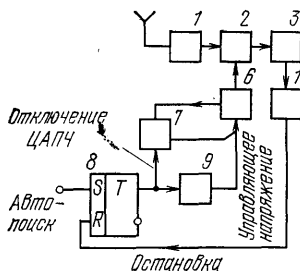 1 2 3
6 1
7
Отключение
ЦАПЧ
8 9
Управляющее
напряжение
S T
R
Авто-
поиск
Остановка